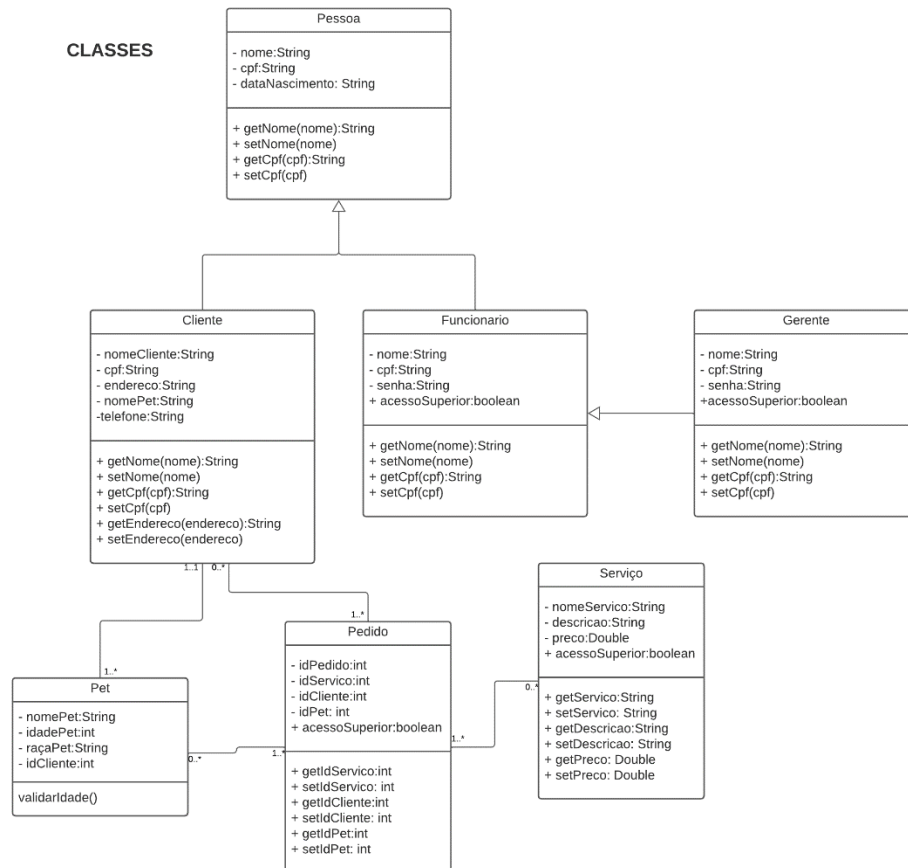 CLASSES
Pessoa
- nome:String
- cpf:String
- dataNascimento: String
+ getNome(nome):String
+ setNome(nome)
+ getCpf(cpf):String
+ setCpf(cpf)
Cliente
- nomeCliente:String
- cpf:String
- endereco:String
- nomePet:String
-telefone:String
+ getNome(nome):String
+ setNome(nome)
+ getCpf(cpf):String
+ setCpf(cpf)
+ getEndereco(endereco):String
+ setEndereco(endereco)
Funcionario
- nome:String
- cpf:String
- senha:String
+ acessoSuperior:boolean
+ getNome(nome):String
+ setNome(nome)
+ getCpf(cpf):String
+ setCpf(cpf)
Gerente
- nome:String
- cpf:String
- senha:String
+acessoSuperior:boolean
+ getNome(nome):String
+ setNome(nome)
+ getCpf(cpf):String
+ setCpf(cpf)
1..1
0..*
1..*
1..*
Pet
- nomePet:String
- idadePet:int
- raçaPet:String
- idCliente:int
validarIdade()
0..*
1..*
Pedido
- idPedido:int
- idServico:int
- idCliente:int
- idPet: int
+ acessoSuperior:boolean
+ getIdServico:int
+ setIdServico: int
+ getIdCliente:int
+ setIdCliente: int
+ getIdPet:int
+ setIdPet: int
1..*
0..*
Serviço
- nomeServico:String
- descricao:String
- preco:Double
+ acessoSuperior:boolean
+ getServico:String
+ setServico: String
+ getDescricao:String
+ setDescricao: String
+ getPreco: Double
+ setPreco: Double